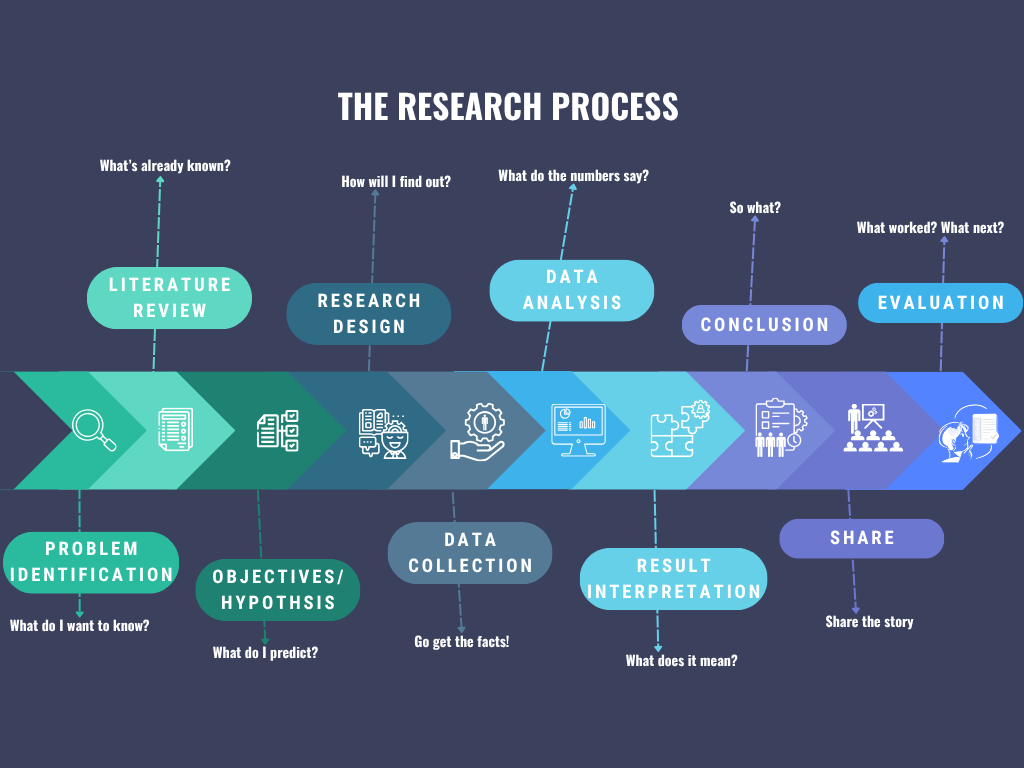 THE RESEARCH PROCESS
What's already known?
How will I find out?
What do the numbers say?
So what?
What worked? What next?
LITERATURE
REVIEW
RESEARCH
DESIGN
DATA
ANALYSIS
CONCLUSION
EVALUATION
PROBLEM
IDENTIFICATION
What do I want to know?
OBJECTIVES/
HYPOTHSIS
What do I predict?
DATA
COLLECTION
Go get the facts!
RESULT
INTERPRETATION
What does it mean?
SHARE
Share the story